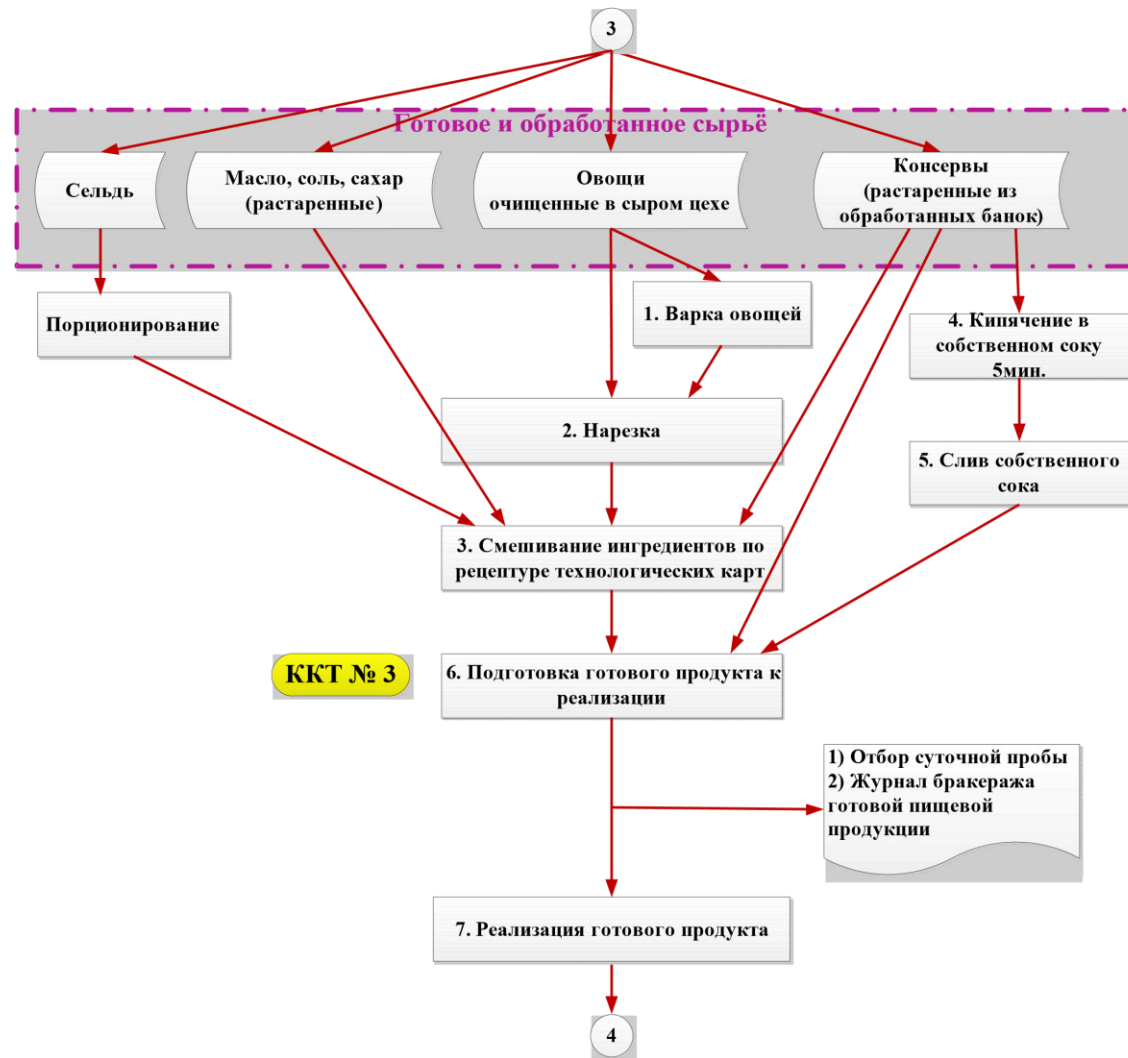 3
Готовое и обработанное сырьё
Сельдь
Масло, соль, сахар
(растаренные)
Овощи
очищенные в сыром цехе
Консервы
(растаренные из
обработанных банок)
Порционирование
1. Варка овощей
4. Кипячение в
собственном соку
5мин.
2. Нарезка
5. Слив собственного
сока
3. Смешивание ингредиентов по
рецептуре технологических карт
ККТ № 3
6. Подготовка готового продукта к
реализации
1) Отбор суточной пробы
2) Журнал бракеража
готовой пищевой
продукции
7. Реализация готового продукта
4